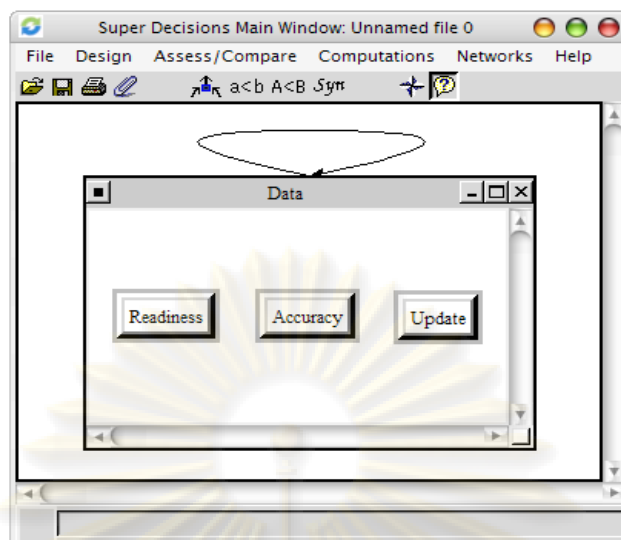 Super Decisions Main Window: Unnamed file 0
File Design Assess/Compare Computations Networks Help
a<b A<B Syn
Data
Readiness Accuracy Update